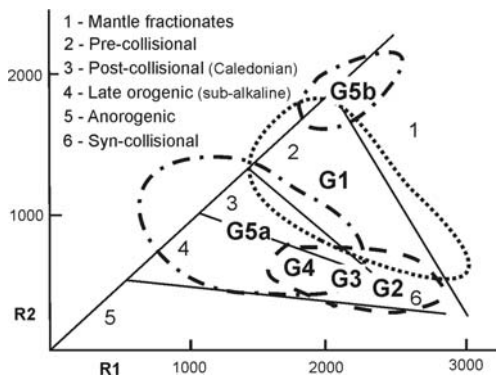 1 - Mantle fractionates
2 - Pre-collisional
3 - Post-collisional (Caledonian)
4 - Late orogenic (sub-alkaline)
5 - Anorogenic
6 - Syn-collisional
2000
1000
R2
G5b
1
2
G1
3
G5a
4
G4
G3
G2
6
5
R1
1000
2000
3000